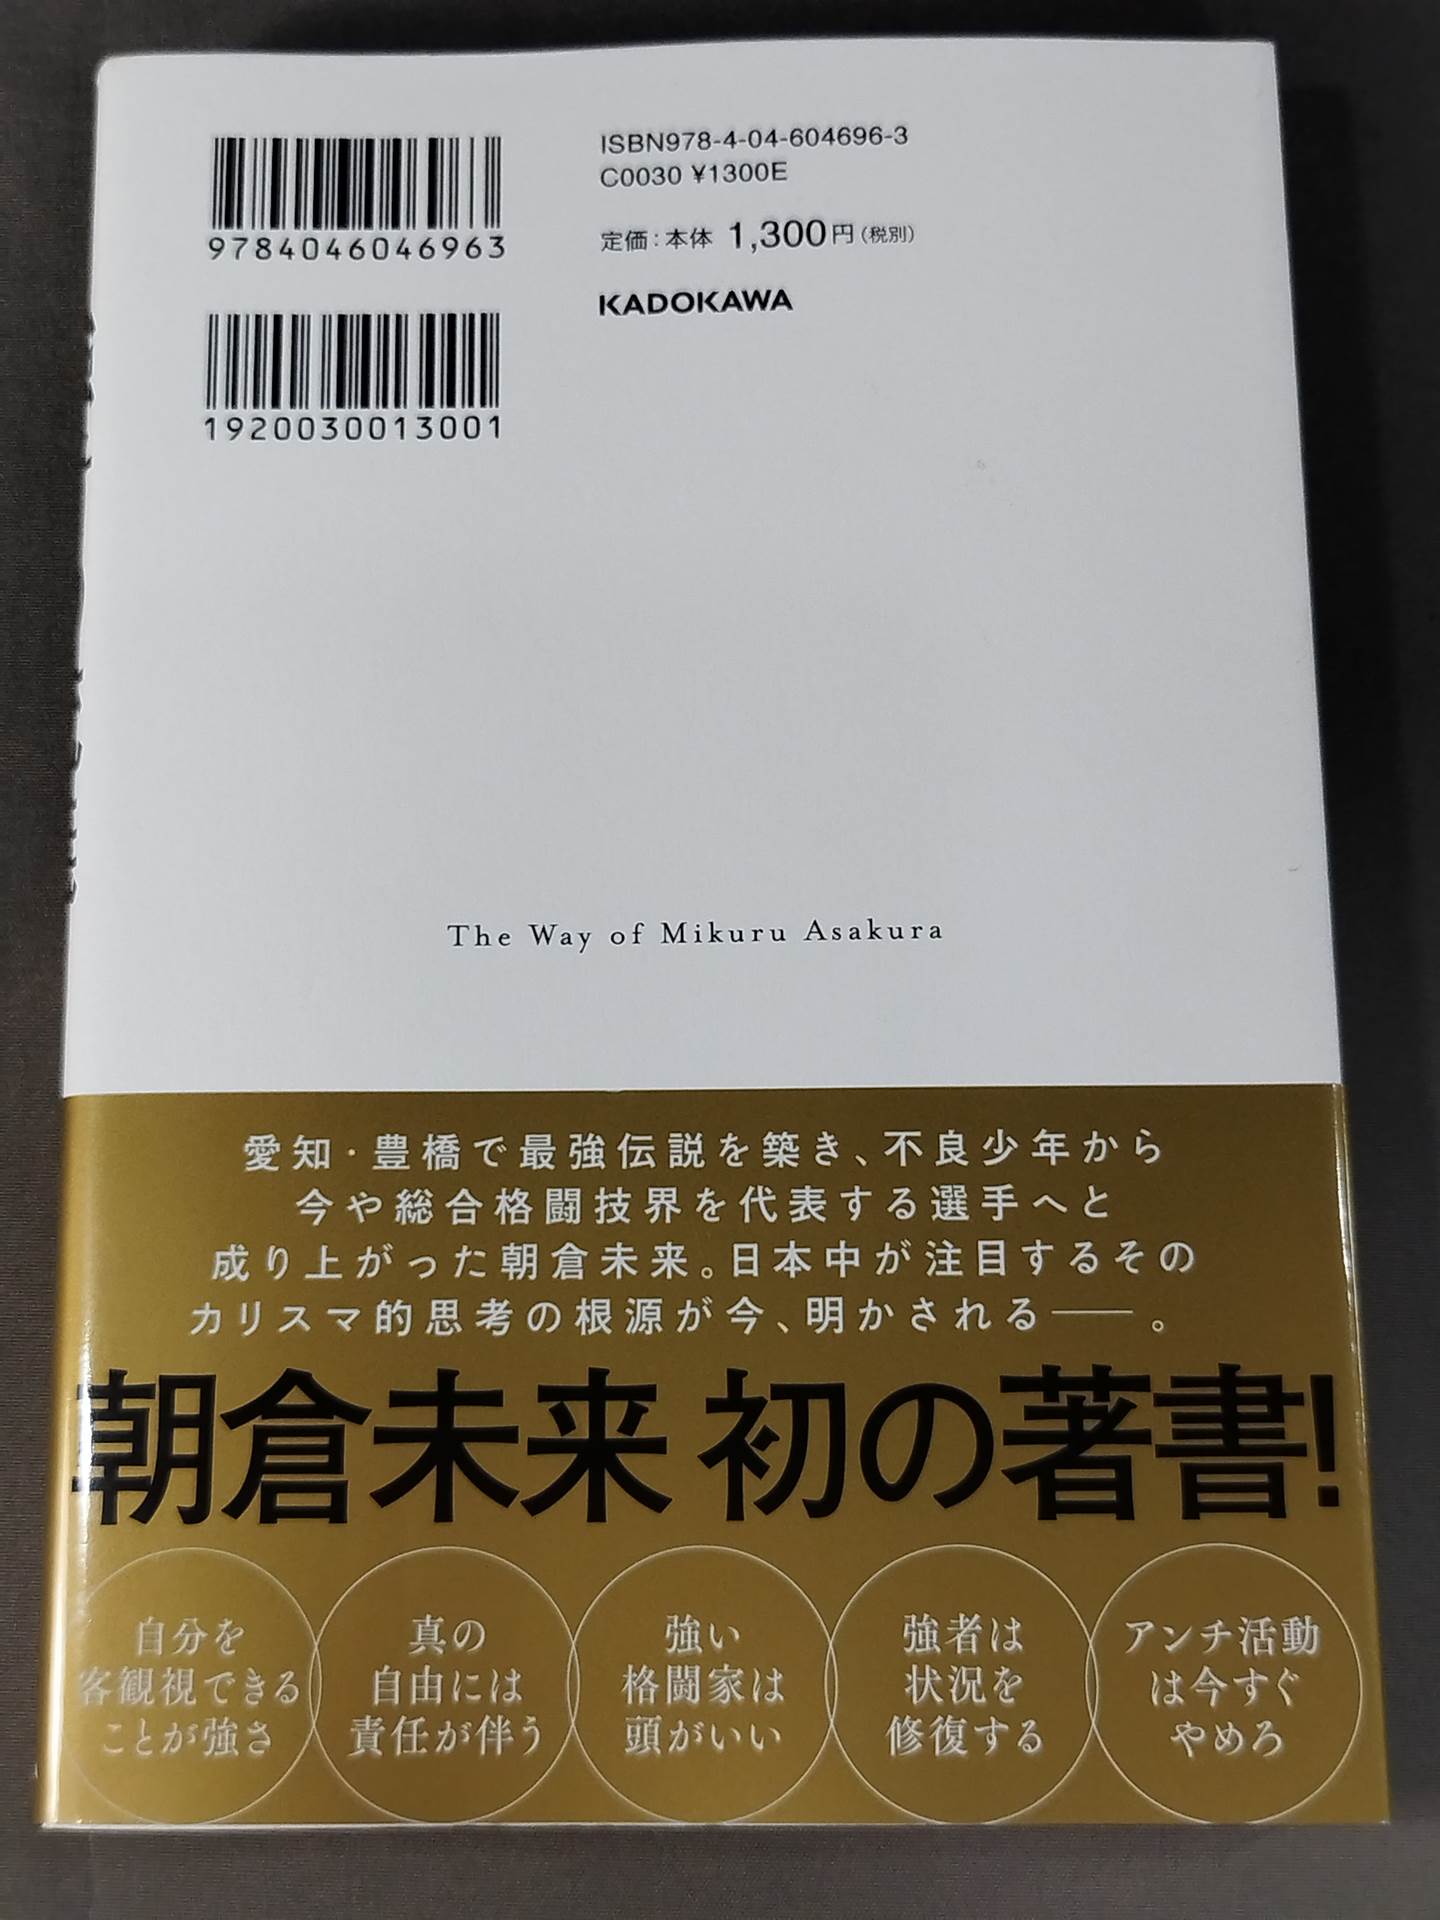 ISBN978-4-04-604696-3
C0030 ¥1300E
定価：本体 1,300円（税別）
KADOKAWA
9784046046963
1920030013001
The Way of Mikuru Asakura
愛知・豊橋で最強伝説を築き、不良少年から
今や総合格闘技界を代表する選手へと
成り上がった朝倉未来。日本中が注目するその
カリスマ的思考の根源が今、明かされる――。
朝倉未来 初の著書！
自分を
客観視できる
ことが強さ
真の
自由には
責任が伴う
強い
格闘家は
頭がいい
強者は
状況を
修復する
アンチ活動
は今すぐ
やめろ